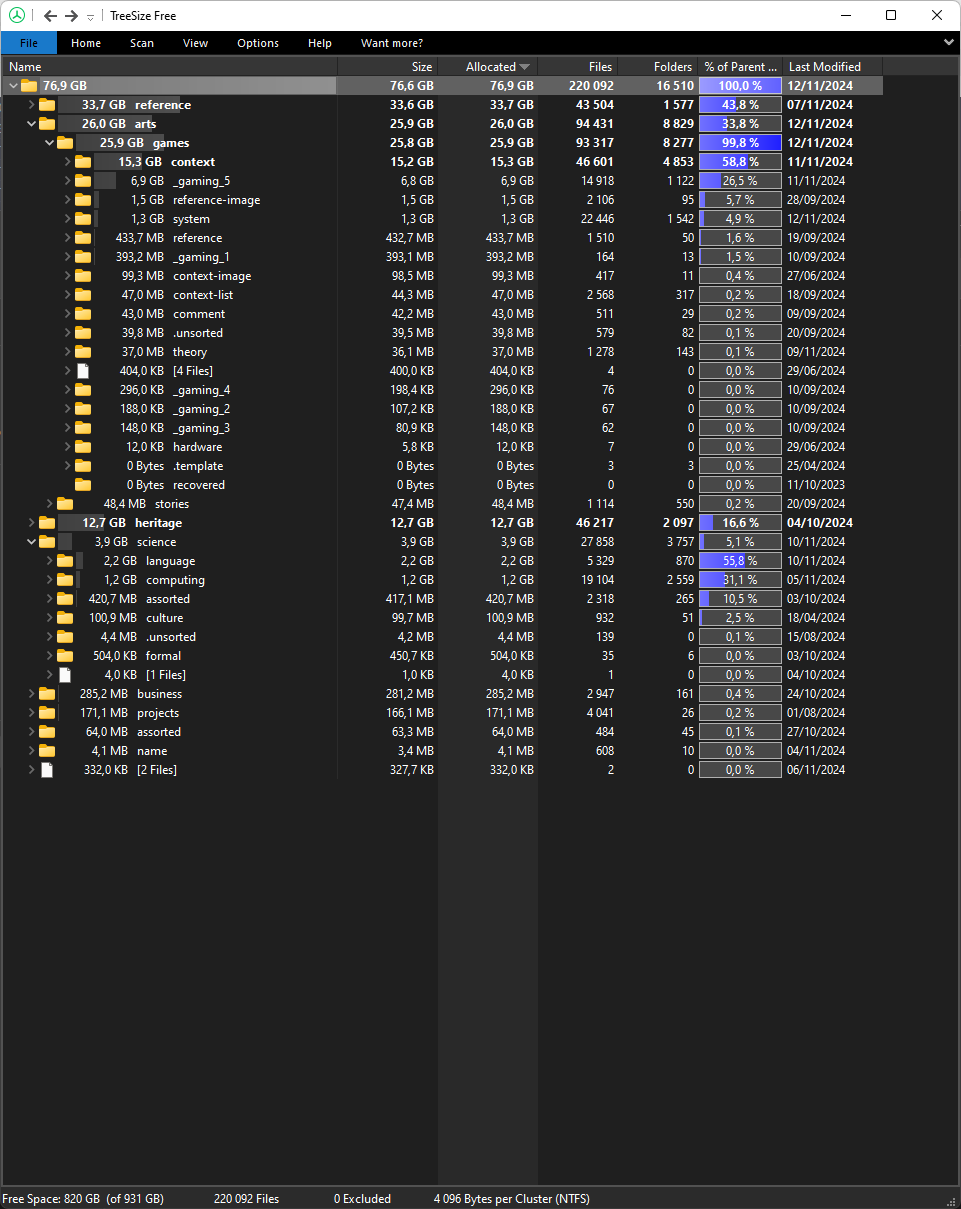 TreeSize Free
File Home Scan View Options Help Want more?
Name Size Allocated Files Folders % of Parent ... Last Modified
76,9 GB 76,6 GB 76,9 GB 220 092 16 510 100,0 % 12/11/2024
33,7 GB reference 33,6 GB 33,7 GB 43 504 1 577 43,8 % 07/11/2024
26,0 GB arts 25,9 GB 26,0 GB 94 431 8 829 33,8 % 12/11/2024
25,9 GB games 25,8 GB 25,9 GB 93 317 8 277 99,8 % 12/11/2024
15,3 GB context 15,2 GB 15,3 GB 46 601 4 853 58,8 % 11/11/2024
6,9 GB _gaming_5 6,8 GB 6,9 GB 14 918 1 122 26,5 % 11/11/2024
1,5 GB reference-image 1,5 GB 1,5 GB 2 106 95 5,7 % 28/09/2024
1,3 GB system 1,3 GB 1,3 GB 22 446 1 542 4,9 % 12/11/2024
433,7 MB reference 432,7 MB 433,7 MB 1 510 50 1,6 % 19/09/2024
393,2 MB _gaming_1 393,1 MB 393,2 MB 164 13 1,5 % 10/09/2024
99,3 MB context-image 98,5 MB 99,3 MB 417 11 0,4 % 27/06/2024
47,0 MB context-list 44,3 MB 47,0 MB 2 568 317 0,2 % 18/09/2024
43,0 MB comment 42,2 MB 43,0 MB 511 29 0,2 % 09/09/2024
39,8 MB .unsorted 39,5 MB 39,8 MB 579 82 0,1 % 20/09/2024
37,0 MB theory 36,1 MB 37,0 MB 1 278 143 0,1 % 09/11/2024
404,0 KB [4 Files] 400,0 KB 404,0 KB 4 0 0,0 % 29/06/2024
296,0 KB _gaming_4 198,4 KB 296,0 KB 76 0 0,0 % 10/09/2024
188,0 KB _gaming_2 107,2 KB 188,0 KB 67 0 0,0 % 10/09/2024
148,0 KB _gaming_3 80,9 KB 148,0 KB 62 0 0,0 % 10/09/2024
12,0 KB hardware 5,8 KB 12,0 KB 7 0 0,0 % 29/06/2024
0 Bytes .template 0 Bytes 0 Bytes 3 3 0,0 % 25/04/2023
0 Bytes recovered 0 Bytes 0 Bytes 0 0 0,0 % 11/10/2023
48,4 MB stories 47,4 MB 48,4 MB 1 114 550 0,2 % 20/09/2024
12,7 GB heritage 12,7 GB 12,7 GB 46 217 2 097 16,6 % 04/10/2024
3,9 GB science 3,9 GB 3,9 GB 27 858 3 757 5,1 % 10/11/2024
2,2 GB language 2,2 GB 2,2 GB 5 329 870 55,8 % 10/11/2024
1,2 GB computing 1,2 GB 1,2 GB 19 104 2 559 31,1 % 05/11/2024
420,7 MB assorted 417,1 MB 420,7 MB 2 318 265 10,5 % 03/10/2024
100,9 MB culture 99,7 MB 100,9 MB 932 51 2,5 % 18/04/2024
4,4 MB .unsorted 4,2 MB 4,4 MB 139 0 0,1 % 15/08/2024
504,0 KB formal 450,7 KB 504,0 KB 35 6 0,0 % 03/10/2024
4,0 KB [1 Files] 1,0 KB 4,0 KB 1 0 0,0 % 04/10/2024
285,2 MB business 281,2 MB 285,2 MB 2 947 161 0,4 % 24/10/2024
171,1 MB projects 166,1 MB 171,1 MB 4 041 26 0,2 % 01/08/2024
64,0 MB assorted 63,3 MB 64,0 MB 484 45 0,1 % 27/10/2024
4,1 MB name 3,4 MB 4,1 MB 608 10 0,0 % 04/11/2024
332,0 KB [2 Files] 327,7 KB 332,0 KB 2 0 0,0 % 06/11/2024
Free Space: 820 GB (of 931 GB) 220 092 Files 0 Excluded 4 096 Bytes per Cluster (NTFS)